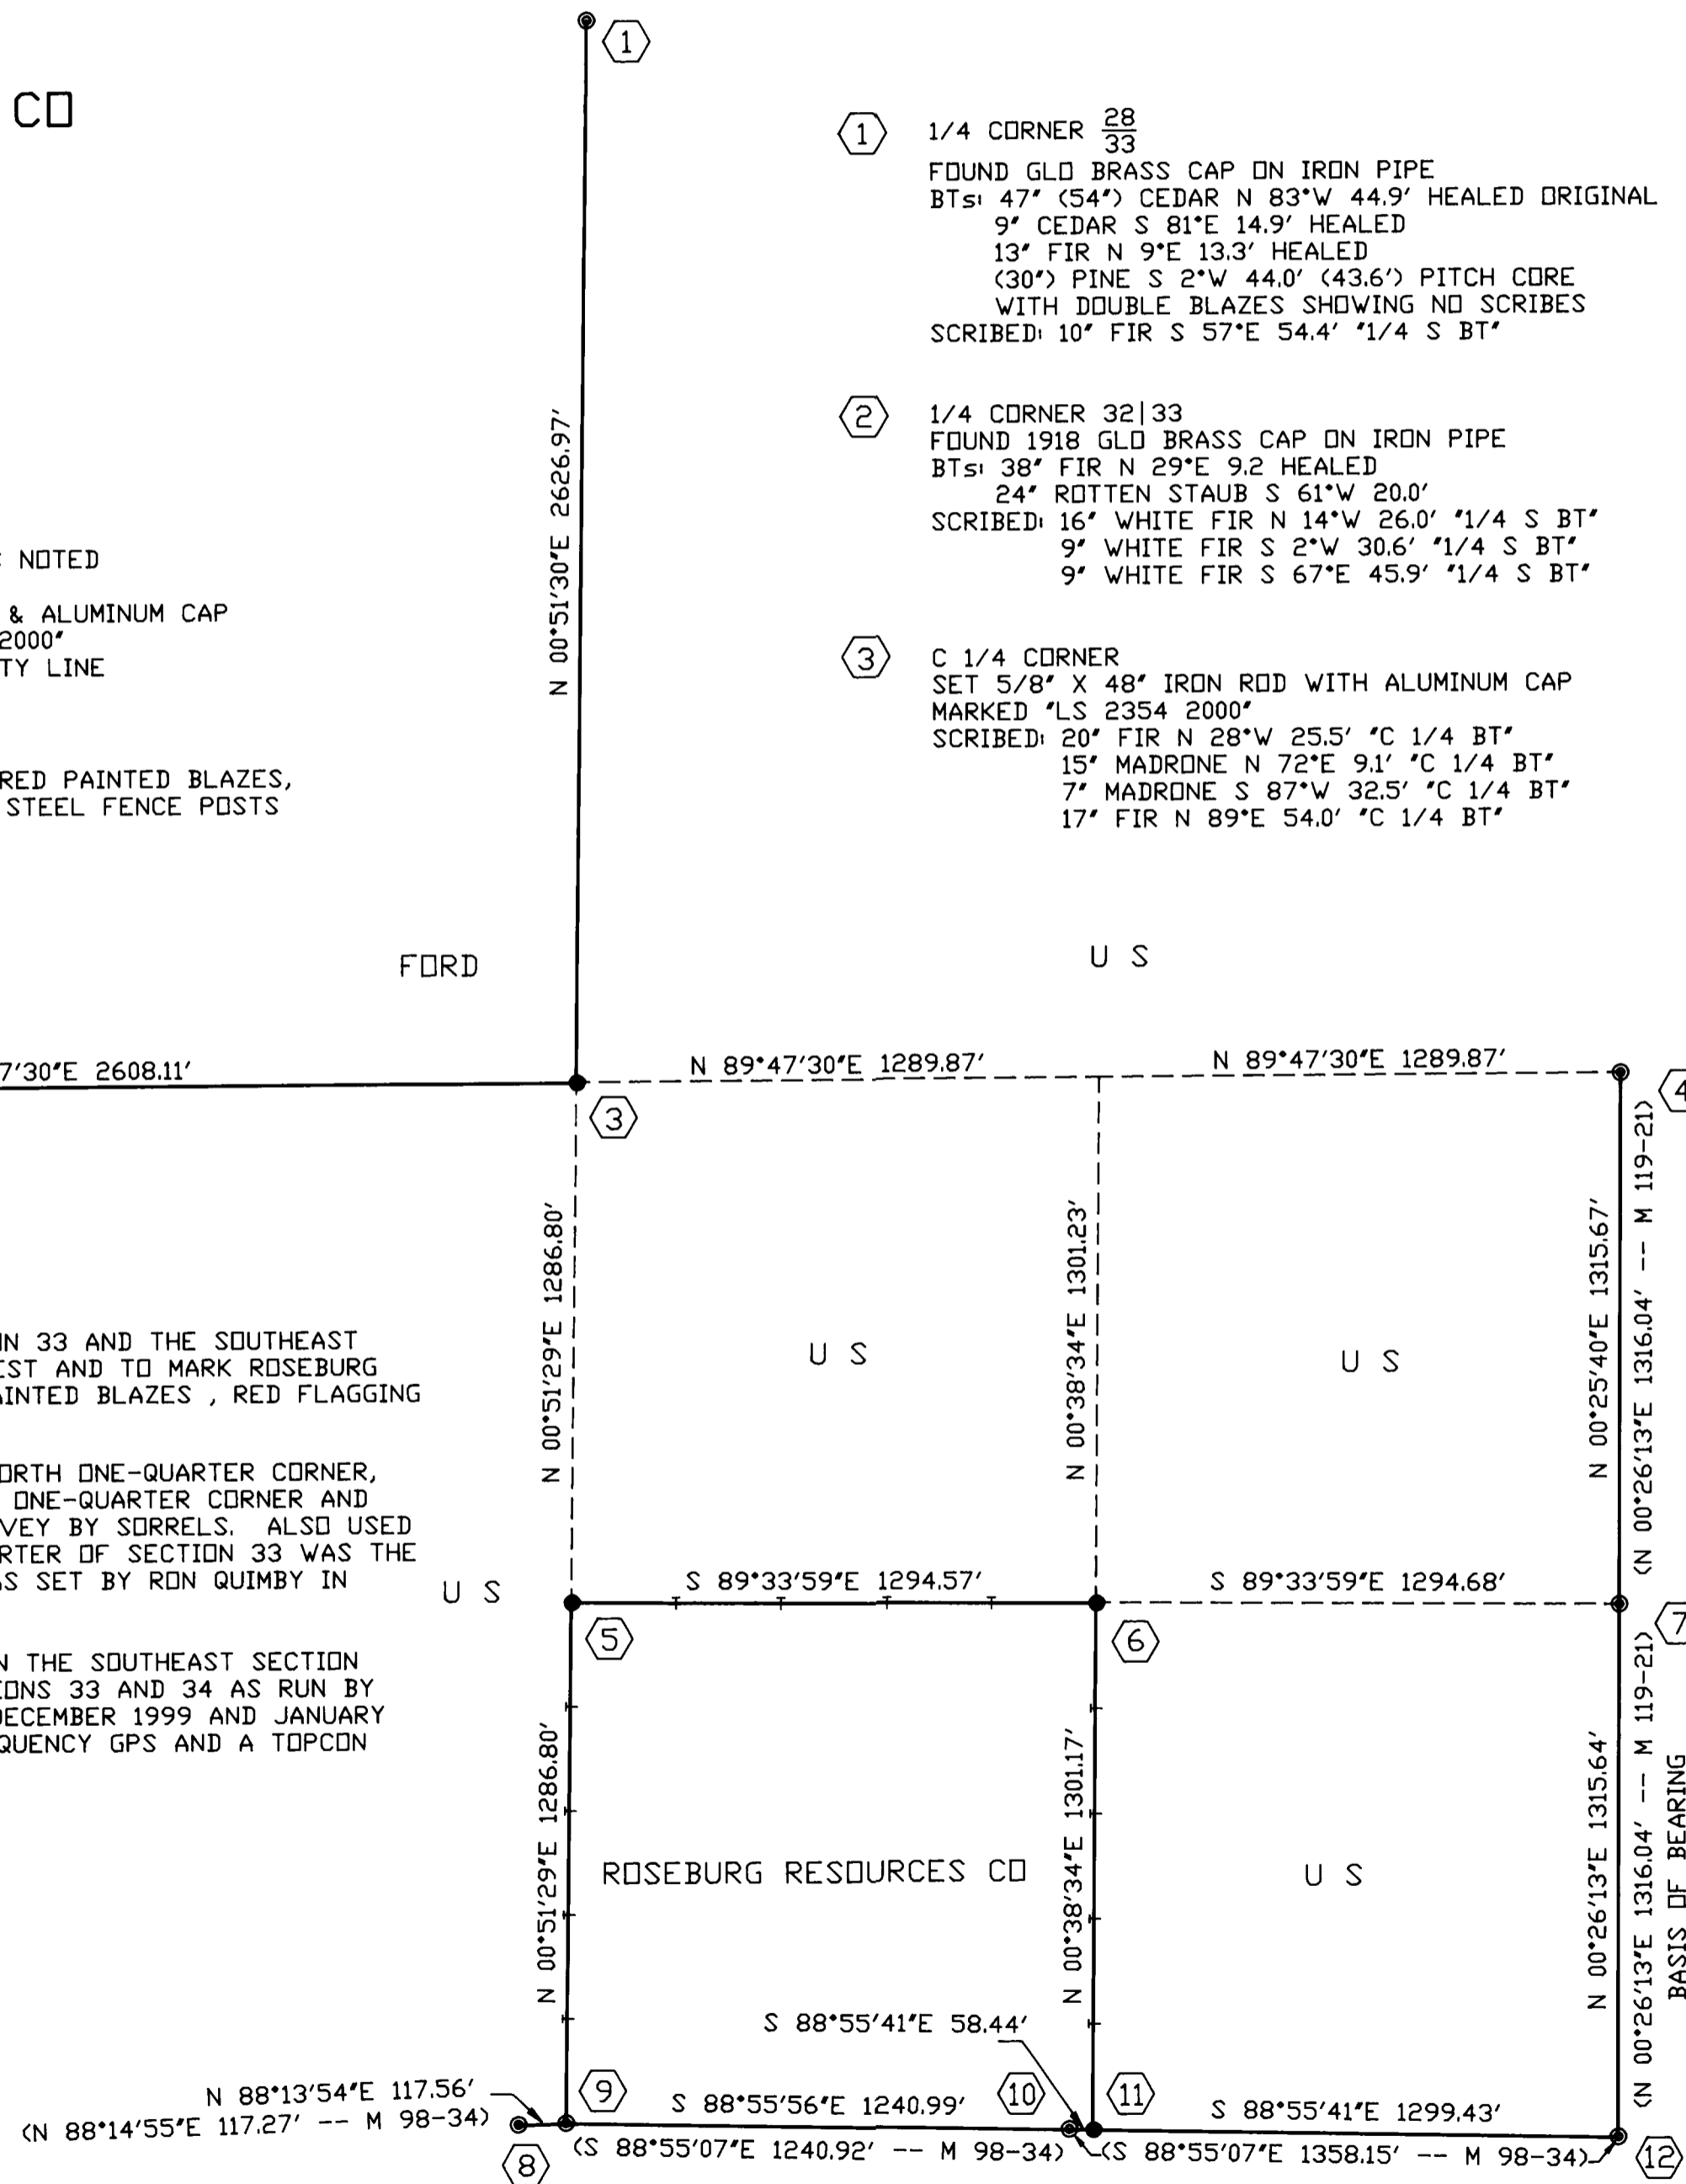 1
CO
1
1/4 CORNER 28
33
FOUND GLO BRASS CAP ON IRON PIPE
BTs: 47" (54") CEDAR N 83°W 44.9' HEALED ORIGINAL
9" CEDAR S 81°E 14.9' HEALED
13" FIR N 9°E 13.3' HEALED
(30") PINE S 2°W 44.0' (43.6') PITCH CORE
WITH DOUBLE BLAZES SHOWING NO SCRIBES
SCRIBED: 10" FIR S 57°E 54.4' "1/4 S BT"
2
1/4 CORNER 32|33
FOUND 1918 GLO BRASS CAP ON IRON PIPE
BTs: 38" FIR N 29°E 9.2 HEALED
24" ROTTEN STAUB S 61°W 20.0'
SCRIBED: 16" WHITE FIR N 14°W 26.0' "1/4 S BT"
9" WHITE FIR S 2°W 30.6' "1/4 S BT"
9" WHITE FIR S 67°E 45.9' "1/4 S BT"
3
C 1/4 CORNER
SET 5/8" X 48" IRON ROD WITH ALUMINUM CAP
MARKED "LS 2354 2000"
SCRIBED: 20" FIR N 28°W 25.5' "C 1/4 BT"
15" MADRONE N 72°E 9.1' "C 1/4 BT"
7" MADRONE S 87°W 32.5' "C 1/4 BT"
17" FIR N 89°E 54.0' "C 1/4 BT"
N 00°51'30"E 2626.97'
NOTED
& ALUMINUM CAP
2000"
TY LINE
RED PAINTED BLAZES,
STEEL FENCE POSTS
FORD
U S
7'30"E 2608.11'
N 89°47'30"E 1289.87'
N 89°47'30"E 1289.87'
3
4
N 00°51'29"E 1286.80'
N 00°38'34"E 1301.23'
N 00°25'40"E 1315.67'
(N 00°26'13"E 1316.04' -- M 119-21)
U S
U S
IN 33 AND THE SOUTHEAST
EST AND TO MARK ROSEBURG
AINTED BLAZES , RED FLAGGING
ORTH ONE-QUARTER CORNER,
ONE-QUARTER CORNER AND
VEY BY SORRELS. ALSO USED
RTER OF SECTION 33 WAS THE
AS SET BY RON QUIMBY IN
U S
S 89°33'59"E 1294.57'
S 89°33'59"E 1294.68'
5
6
7
N THE SOUTHEAST SECTION
IONS 33 AND 34 AS RUN BY
DECEMBER 1999 AND JANUARY
QUENCY GPS AND A TOPCON
N 00°51'29"E 1286.80'
N 00°38'34"E 1301.17'
N 00°26'13"E 1315.64'
(N 00°26'13"E 1316.04' -- M 119-21)
BASIS OF BEARING
ROSEBURG RESOURCES CO
U S
S 88°55'41"E 58.44'
N 88°13'54"E 117.56'
(N 88°14'55"E 117.27' -- M 98-34)
8
9
S 88°55'56"E 1240.99'
10
11
S 88°55'41"E 1299.43'
(S 88°55'07"E 1240.92' -- M 98-34)
(S 88°55'07"E 1358.15' -- M 98-34)
12